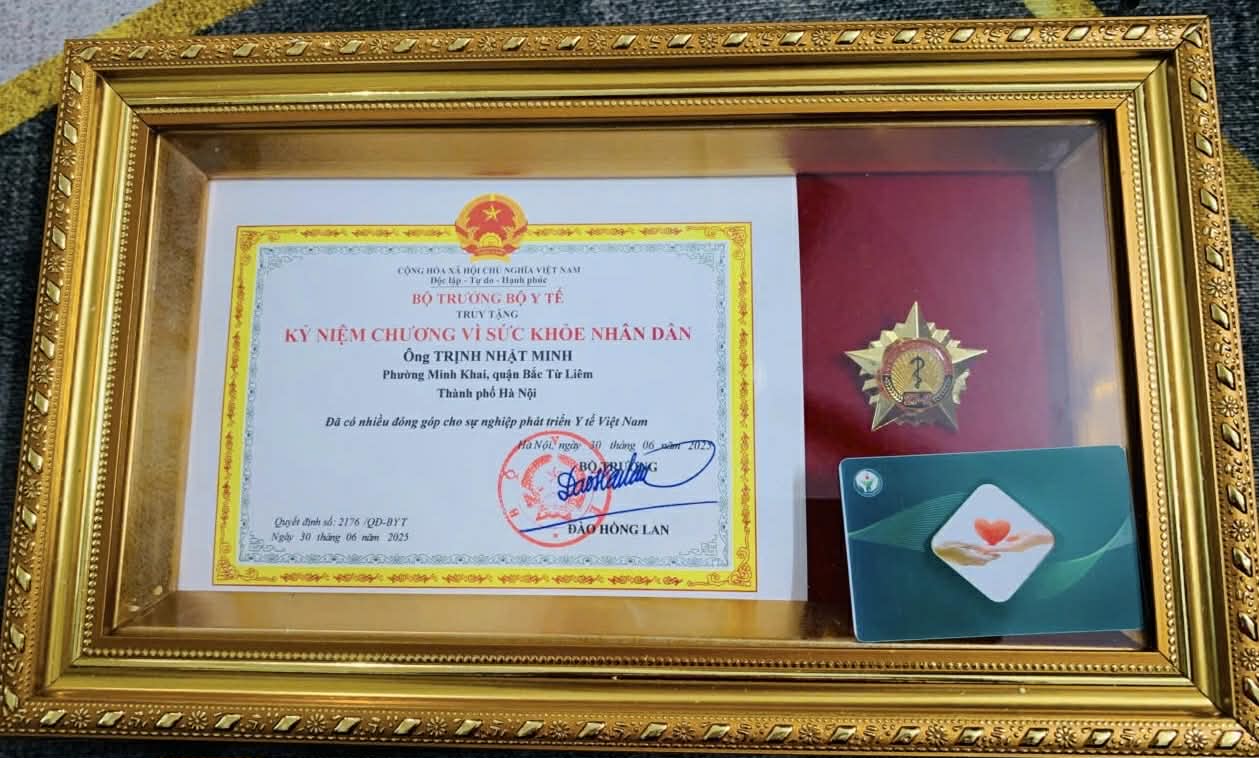 CỘNG HÒA XÃ HỘI CHỦ NGHĨA VIỆT NAM
Độc lập - Tự do - Hạnh phúc
BỘ TRƯỞNG BỘ Y TẾ
TRUY TẶNG
KỶ NIỆM CHƯƠNG VÌ SỨC KHỎE NHÂN DÂN
Ông TRỊNH NHẬT MINH
Phường Minh Khai, quận Bắc Từ Liêm
Thành phố Hà Nội
Đã có nhiều đóng góp cho sự nghiệp phát triển Y tế Việt Nam
Hà Nội, ngày 30 tháng 06 năm 2025
BỘ TRƯỞNG
ĐÀO HỒNG LAN
Quyết định số: 2176 /QĐ-BYT
Ngày 30 tháng 06 năm 2025